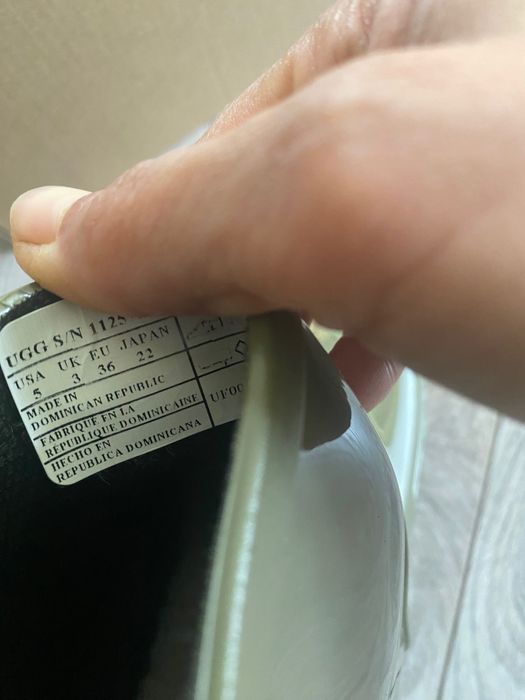 UGG S/N 1125
USA UK EU JAPAN
5 3 36 22
MADE IN
DOMINICAN REPUBLIC
FABRIQUE EN LA
REPUBLIQUE DOMINICAINE
HECHO EN
REPUBLICA DOMINICANA